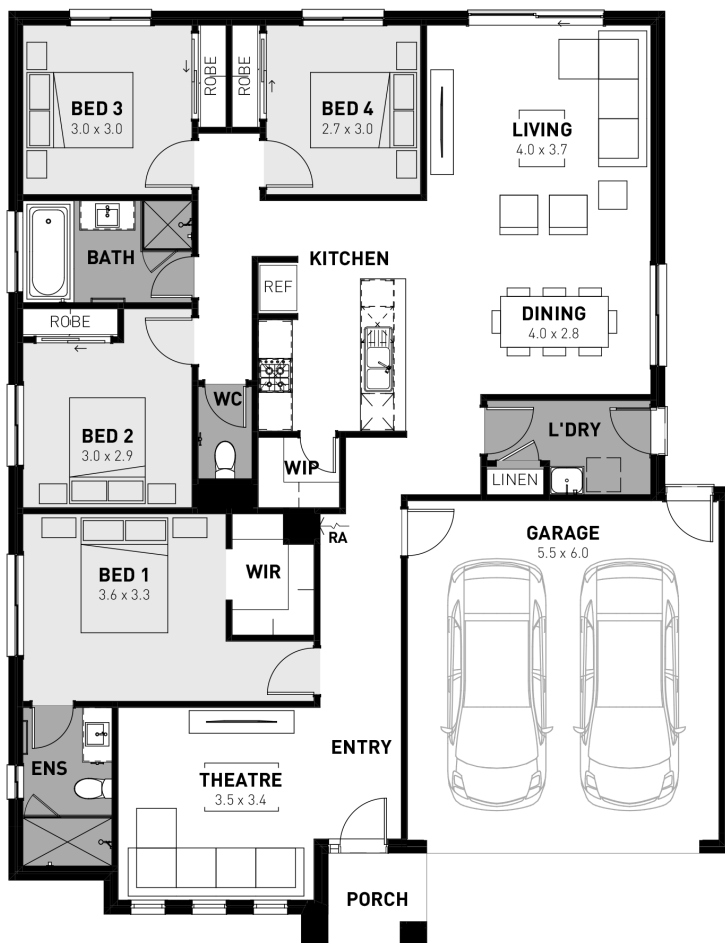 BED 3
3.0 x 3.0
ROBE
ROBE
BED 4
2.7 x 3.0
LIVING
4.0 x 3.7
BATH
KITCHEN
REF
ROBE
DINING
4.0 x 2.8
BED 2
3.0 x 2.9
WC
WIP
L'DRY
LINEN
BED 1
3.6 x 3.3
WIR
RA
GARAGE
5.5 x 6.0
ENS
THEATRE
3.5 x 3.4
ENTRY
PORCH